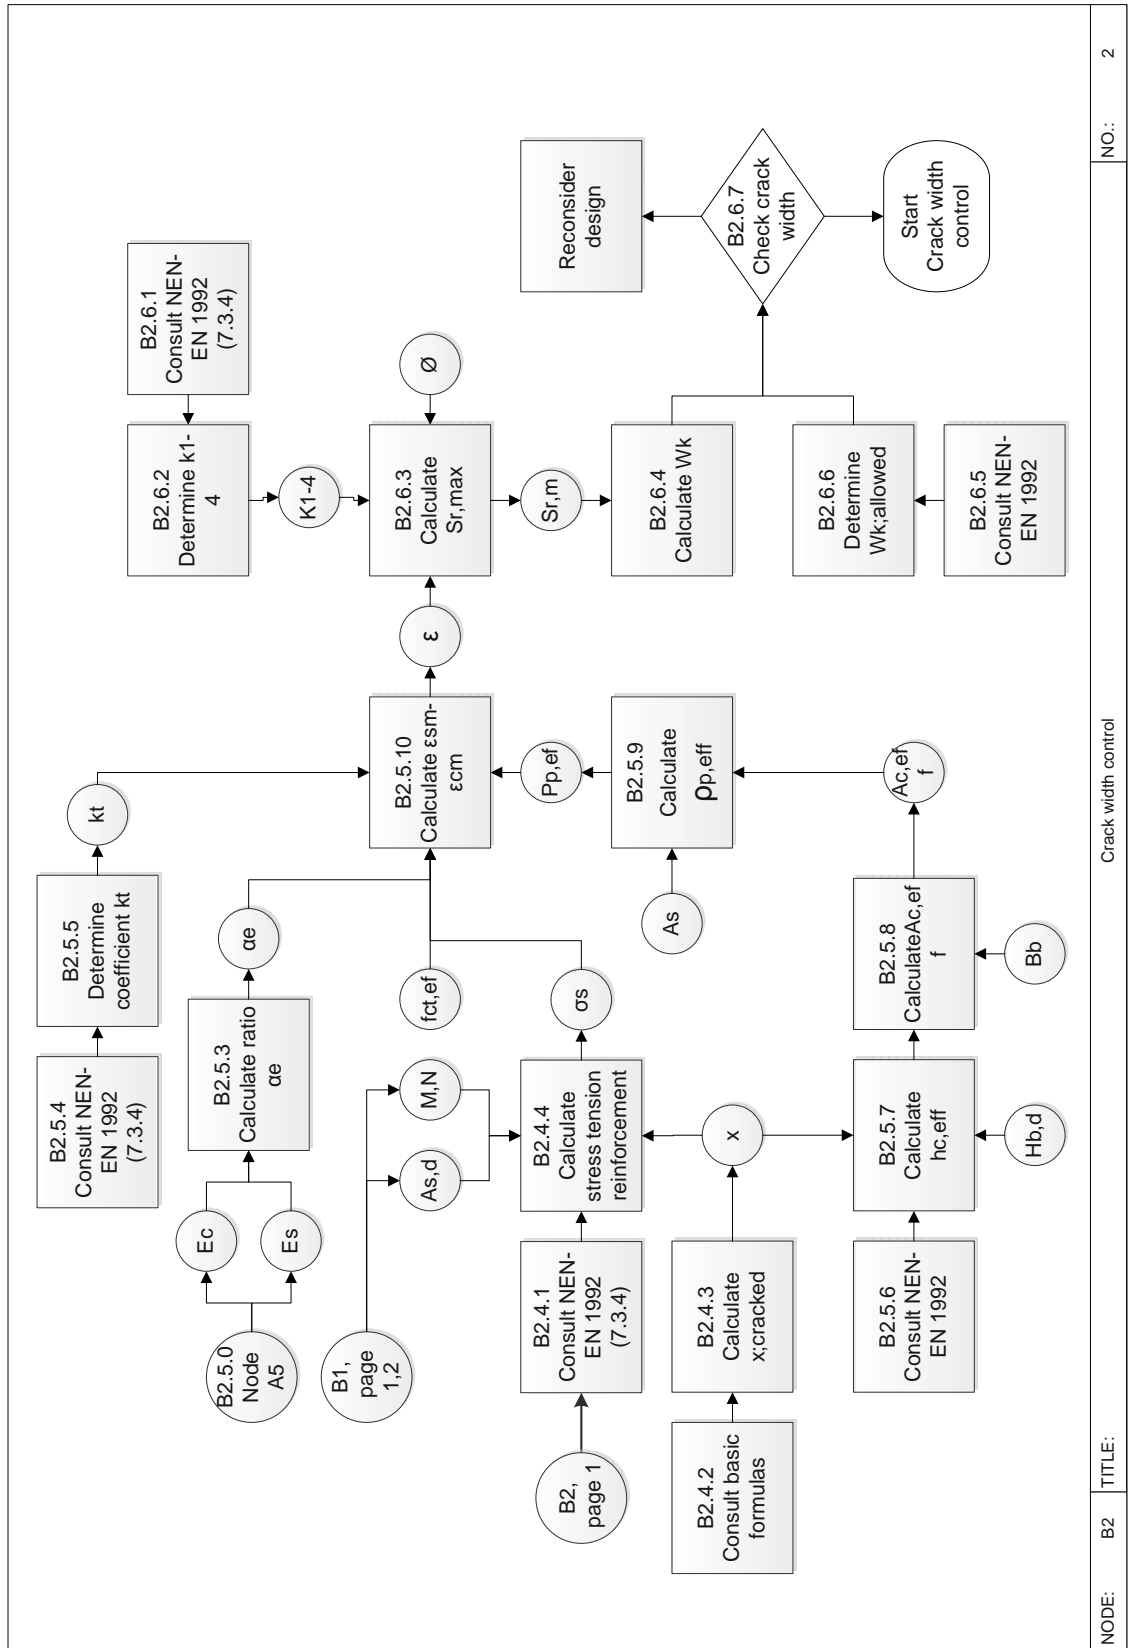 B2.5.4
Consult NEN-
EN 1992
(7.3.4)
B2.5.5
Determine
coefficient kt
kt
B2.6.2
Determine k1-
4
B2.6.1
Consult NEN-
EN 1992
(7.3.4)
B2.5.0
Node
A5
Ec
Es
B2.5.3
Calculate ratio
αe
αe
K1-4
B1,
page
1,2
As,d
M,N
fct,ef
B2.5.10
Calculate εsm-
εcm
ε
B2.6.3
Calculate
Sr,max
Ø
B2,
page 1
B2.4.1
Consult NEN-
EN 1992
(7.3.4)
B2.4.4
Calculate
stress tension
reinforcement
σs
Pp,ef
Sr,m
Reconsider
design
B2.4.2
Consult basic
formulas
B2.4.3
Calculate
x;cracked
x
As
B2.5.9
Calculate
ρp,eff
B2.6.4
Calculate Wk
B2.6.7
Check crack
width
B2.5.6
Consult NEN-
EN 1992
B2.5.7
Calculate
hc,eff
B2.5.8
CalculateAc,ef
f
Ac,ef
f
B2.6.6
Determine
Wk;allowed
Start
Crack width
control
Hb,d
Bb
B2.6.5
Consult NEN-
EN 1992
NODE: B2 TITLE: Crack width control NO.: 2